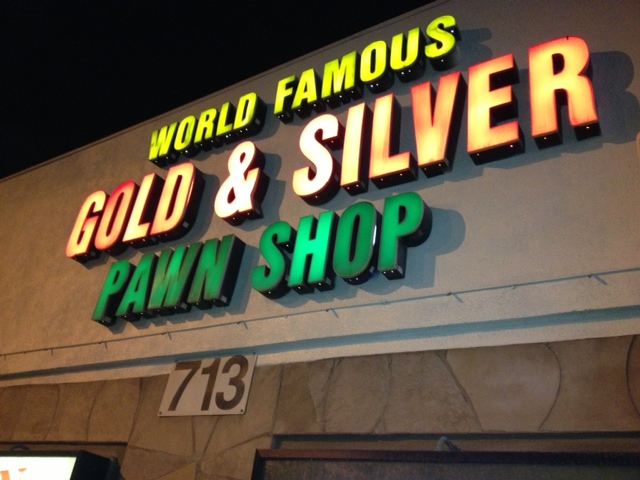 WORLD FAMOUS
GOLD & SILVER
PAWN SHOP
713